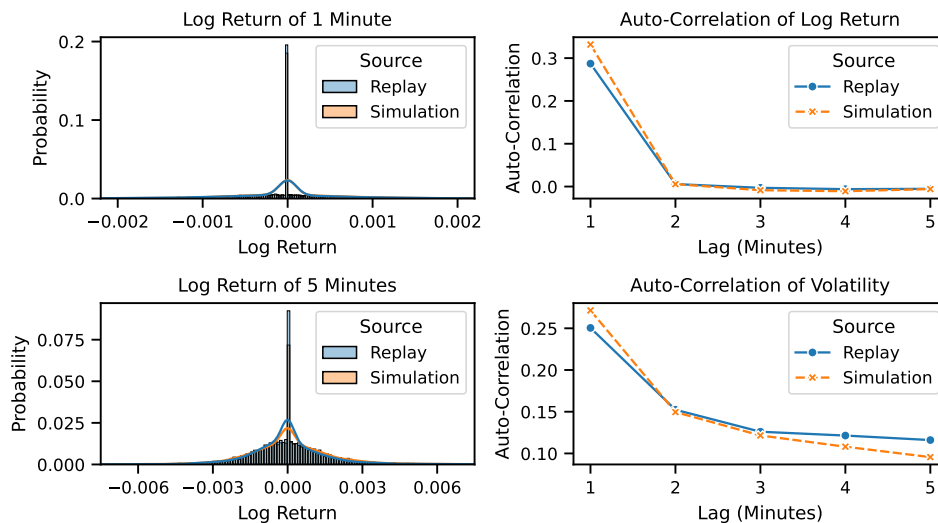 Log Return of 1 Minute
Probability
0.2
0.1
0.0
Source
Replay
Simulation
−0.002
−0.001
0.000
0.001
0.002
Log Return
Auto-Correlation of Log Return
Auto-Correlation
0.3
0.2
0.1
0.0
Source
Replay
Simulation
1
2
3
4
5
Lag (Minutes)
Log Return of 5 Minutes
Probability
0.075
0.050
0.025
0.000
Source
Replay
Simulation
−0.006
−0.003
0.000
0.003
0.006
Log Return
Auto-Correlation of Volatility
Auto-Correlation
0.25
0.20
0.15
0.10
Source
Replay
Simulation
1
2
3
4
5
Lag (Minutes)